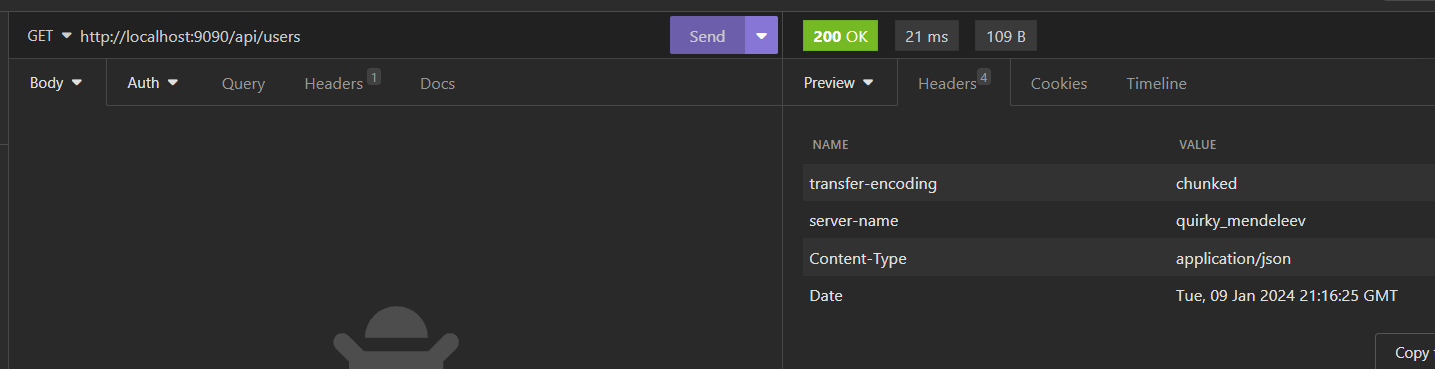 GET http://localhost:9090/api/users Send 200 OK 21 ms 109 B
Body Auth Query Headers 1 Docs Preview Headers 4 Cookies Timeline
NAME VALUE
transfer-encoding chunked
server-name quirky_mendeleev
Content-Type application/json
Date Tue, 09 Jan 2024 21:16:25 GMT
Copy